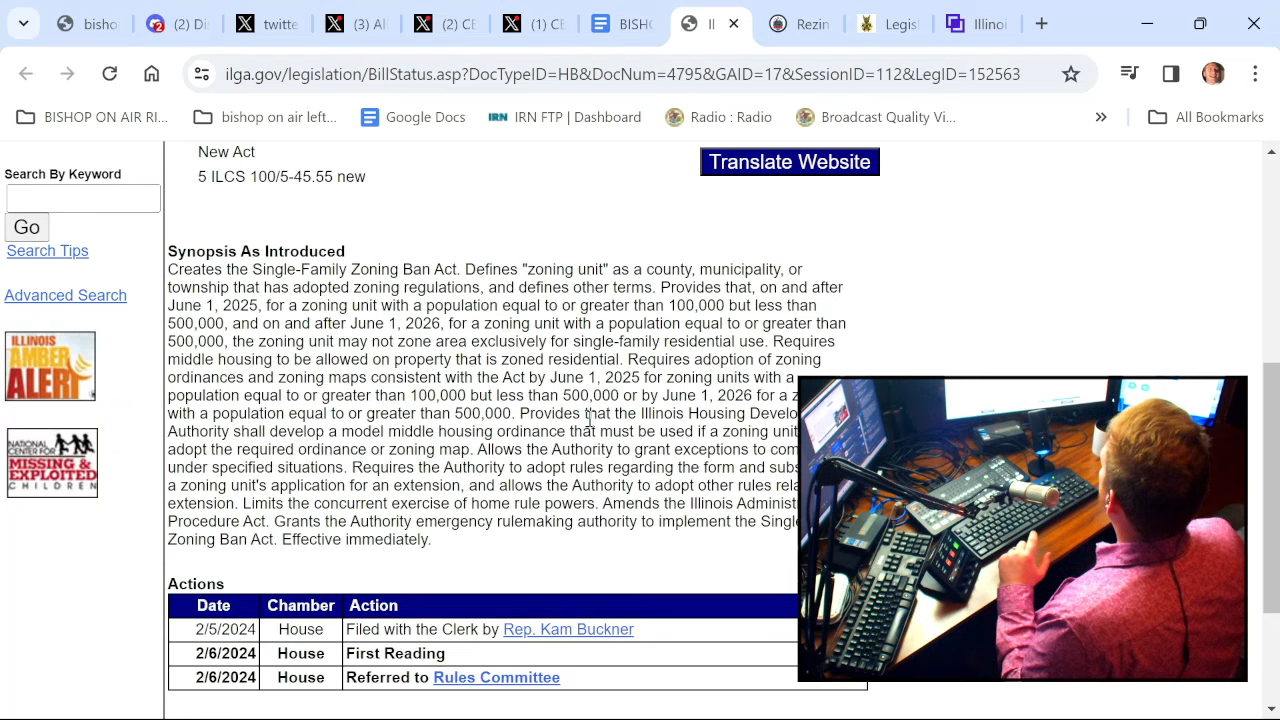 bisho
(2) Di
twitte
(3) Al
(2) CE
(1) CE
BISHO
Il
Rezin
Legis
Illinoi
ilga.gov/legislation/BillStatus.asp?DocTypeID=HB&DocNum=4795&GAID=17&SessionID=112&LegID=152563
BISHOP ON AIR RI...
bishop on air left...
Google Docs
IRN FTP | Dashboard
Radio : Radio
Broadcast Quality Vi...
»
All Bookmarks
Search By Keyword
Go
Search Tips
Advanced Search
ILLINOIS
AMBER
ALERT
NATIONAL
CENTER FOR
MISSING &
EXPLOITED
CHILDREN
New Act
5 ILCS 100/5-45.55 new
Translate Website
Synopsis As Introduced
Creates the Single-Family Zoning Ban Act. Defines "zoning unit" as a county, municipality, or
township that has adopted zoning regulations, and defines other terms. Provides that, on and after
June 1, 2025, for a zoning unit with a population equal to or greater than 100,000 but less than
500,000, and on and after June 1, 2026, for a zoning unit with a population equal to or greater than
500,000, the zoning unit may not zone area exclusively for single-family residential use. Requires
middle housing to be allowed on property that is zoned residential. Requires adoption of zoning
ordinances and zoning maps consistent with the Act by June 1, 2025 for zoning units with a
population equal to or greater than 100,000 but less than 500,000 or by June 1, 2026 for a z
with a population equal to or greater than 500,000. Provides that the Illinois Housing Develo
Authority shall develop a model middle housing ordinance that must be used if a zoning unit
adopt the required ordinance or zoning map. Allows the Authority to grant exceptions to com
under specified situations. Requires the Authority to adopt rules regarding the form and subs
a zoning unit's application for an extension, and allows the Authority to adopt other rules rela
extension. Limits the concurrent exercise of home rule powers. Amends the Illinois Administ
Procedure Act. Grants the Authority emergency rulemaking authority to implement the Singl
Zoning Ban Act. Effective immediately.
Actions
Date Chamber Action
2/5/2024 House Filed with the Clerk by Rep. Kam Buckner
2/6/2024 House First Reading
2/6/2024 House Referred to Rules Committee